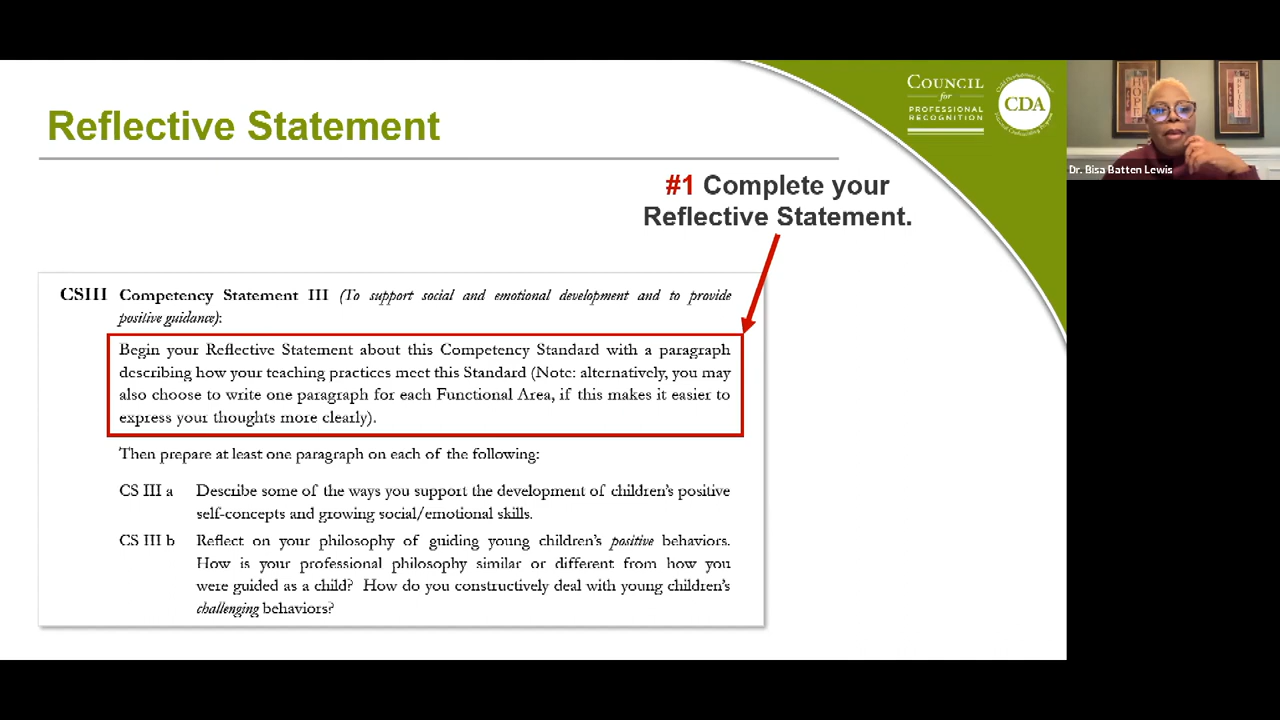 Reflective Statement
COUNCIL
for
PROFESSIONAL
RECOGNITION
CDA
Dr. Bisa Batten Lewis
HOPE
#1 Complete your
Reflective Statement.
CSIII Competency Statement III (To support social and emotional development and to provide
positive guidance):
Begin your Reflective Statement about this Competency Standard with a paragraph
describing how your teaching practices meet this Standard (Note: alternatively, you may
also choose to write one paragraph for each Functional Area, if this makes it easier to
express your thoughts more clearly).
Then prepare at least one paragraph on each of the following:
CS III a Describe some of the ways you support the development of children's positive
self-concepts and growing social/emotional skills.
CS III b Reflect on your philosophy of guiding young children's positive behaviors.
How is your professional philosophy similar or different from how you
were guided as a child? How do you constructively deal with young children's
challenging behaviors?